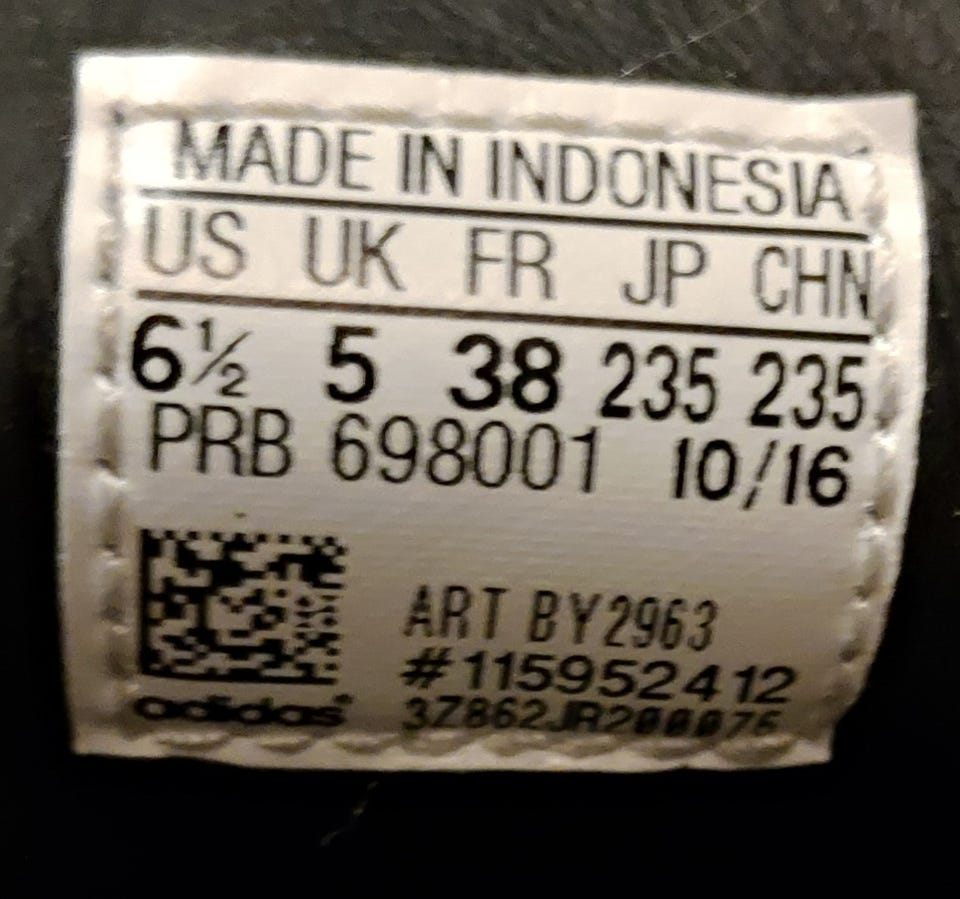 MADE IN INDONESIA
US UK FR JP CHN
6½ 5 38 235 235
PRB 698001 10/16
ART BY2963
#115952412
adidas
3Z862JR200076